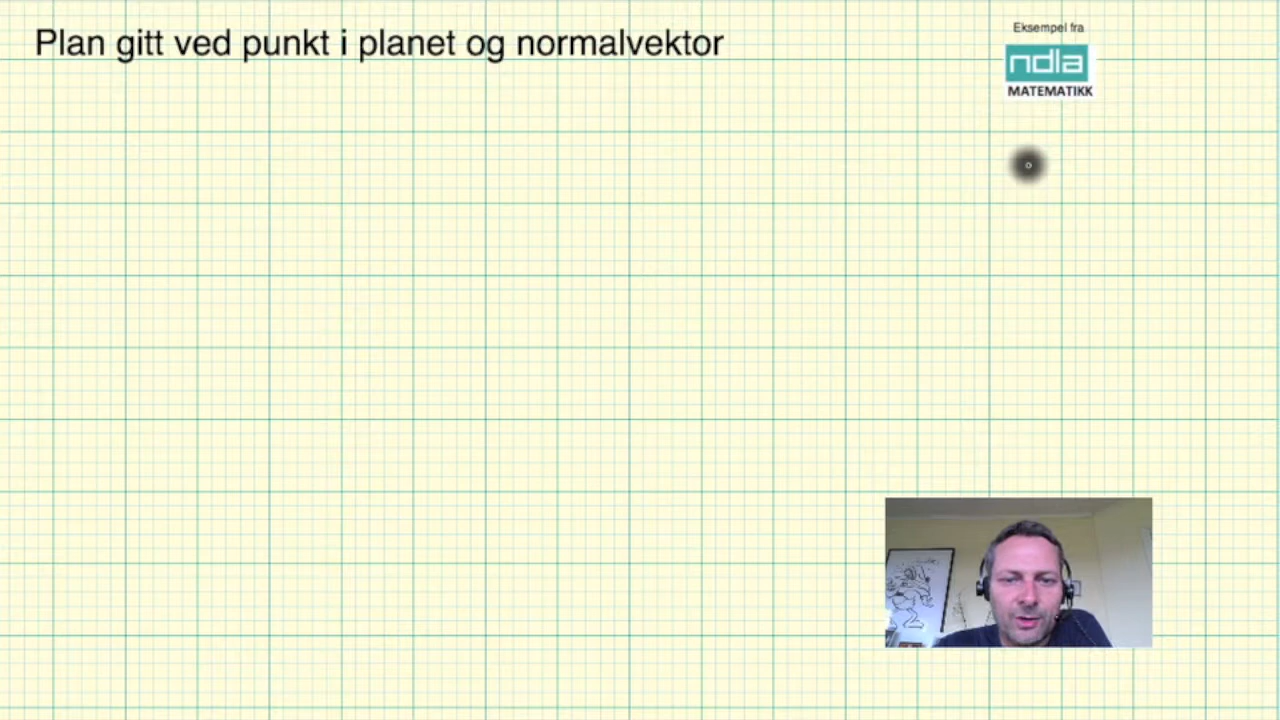 Plan gitt ved punkt i planet og normalvektor
Eksempel fra
ndla
MATEMATIKK